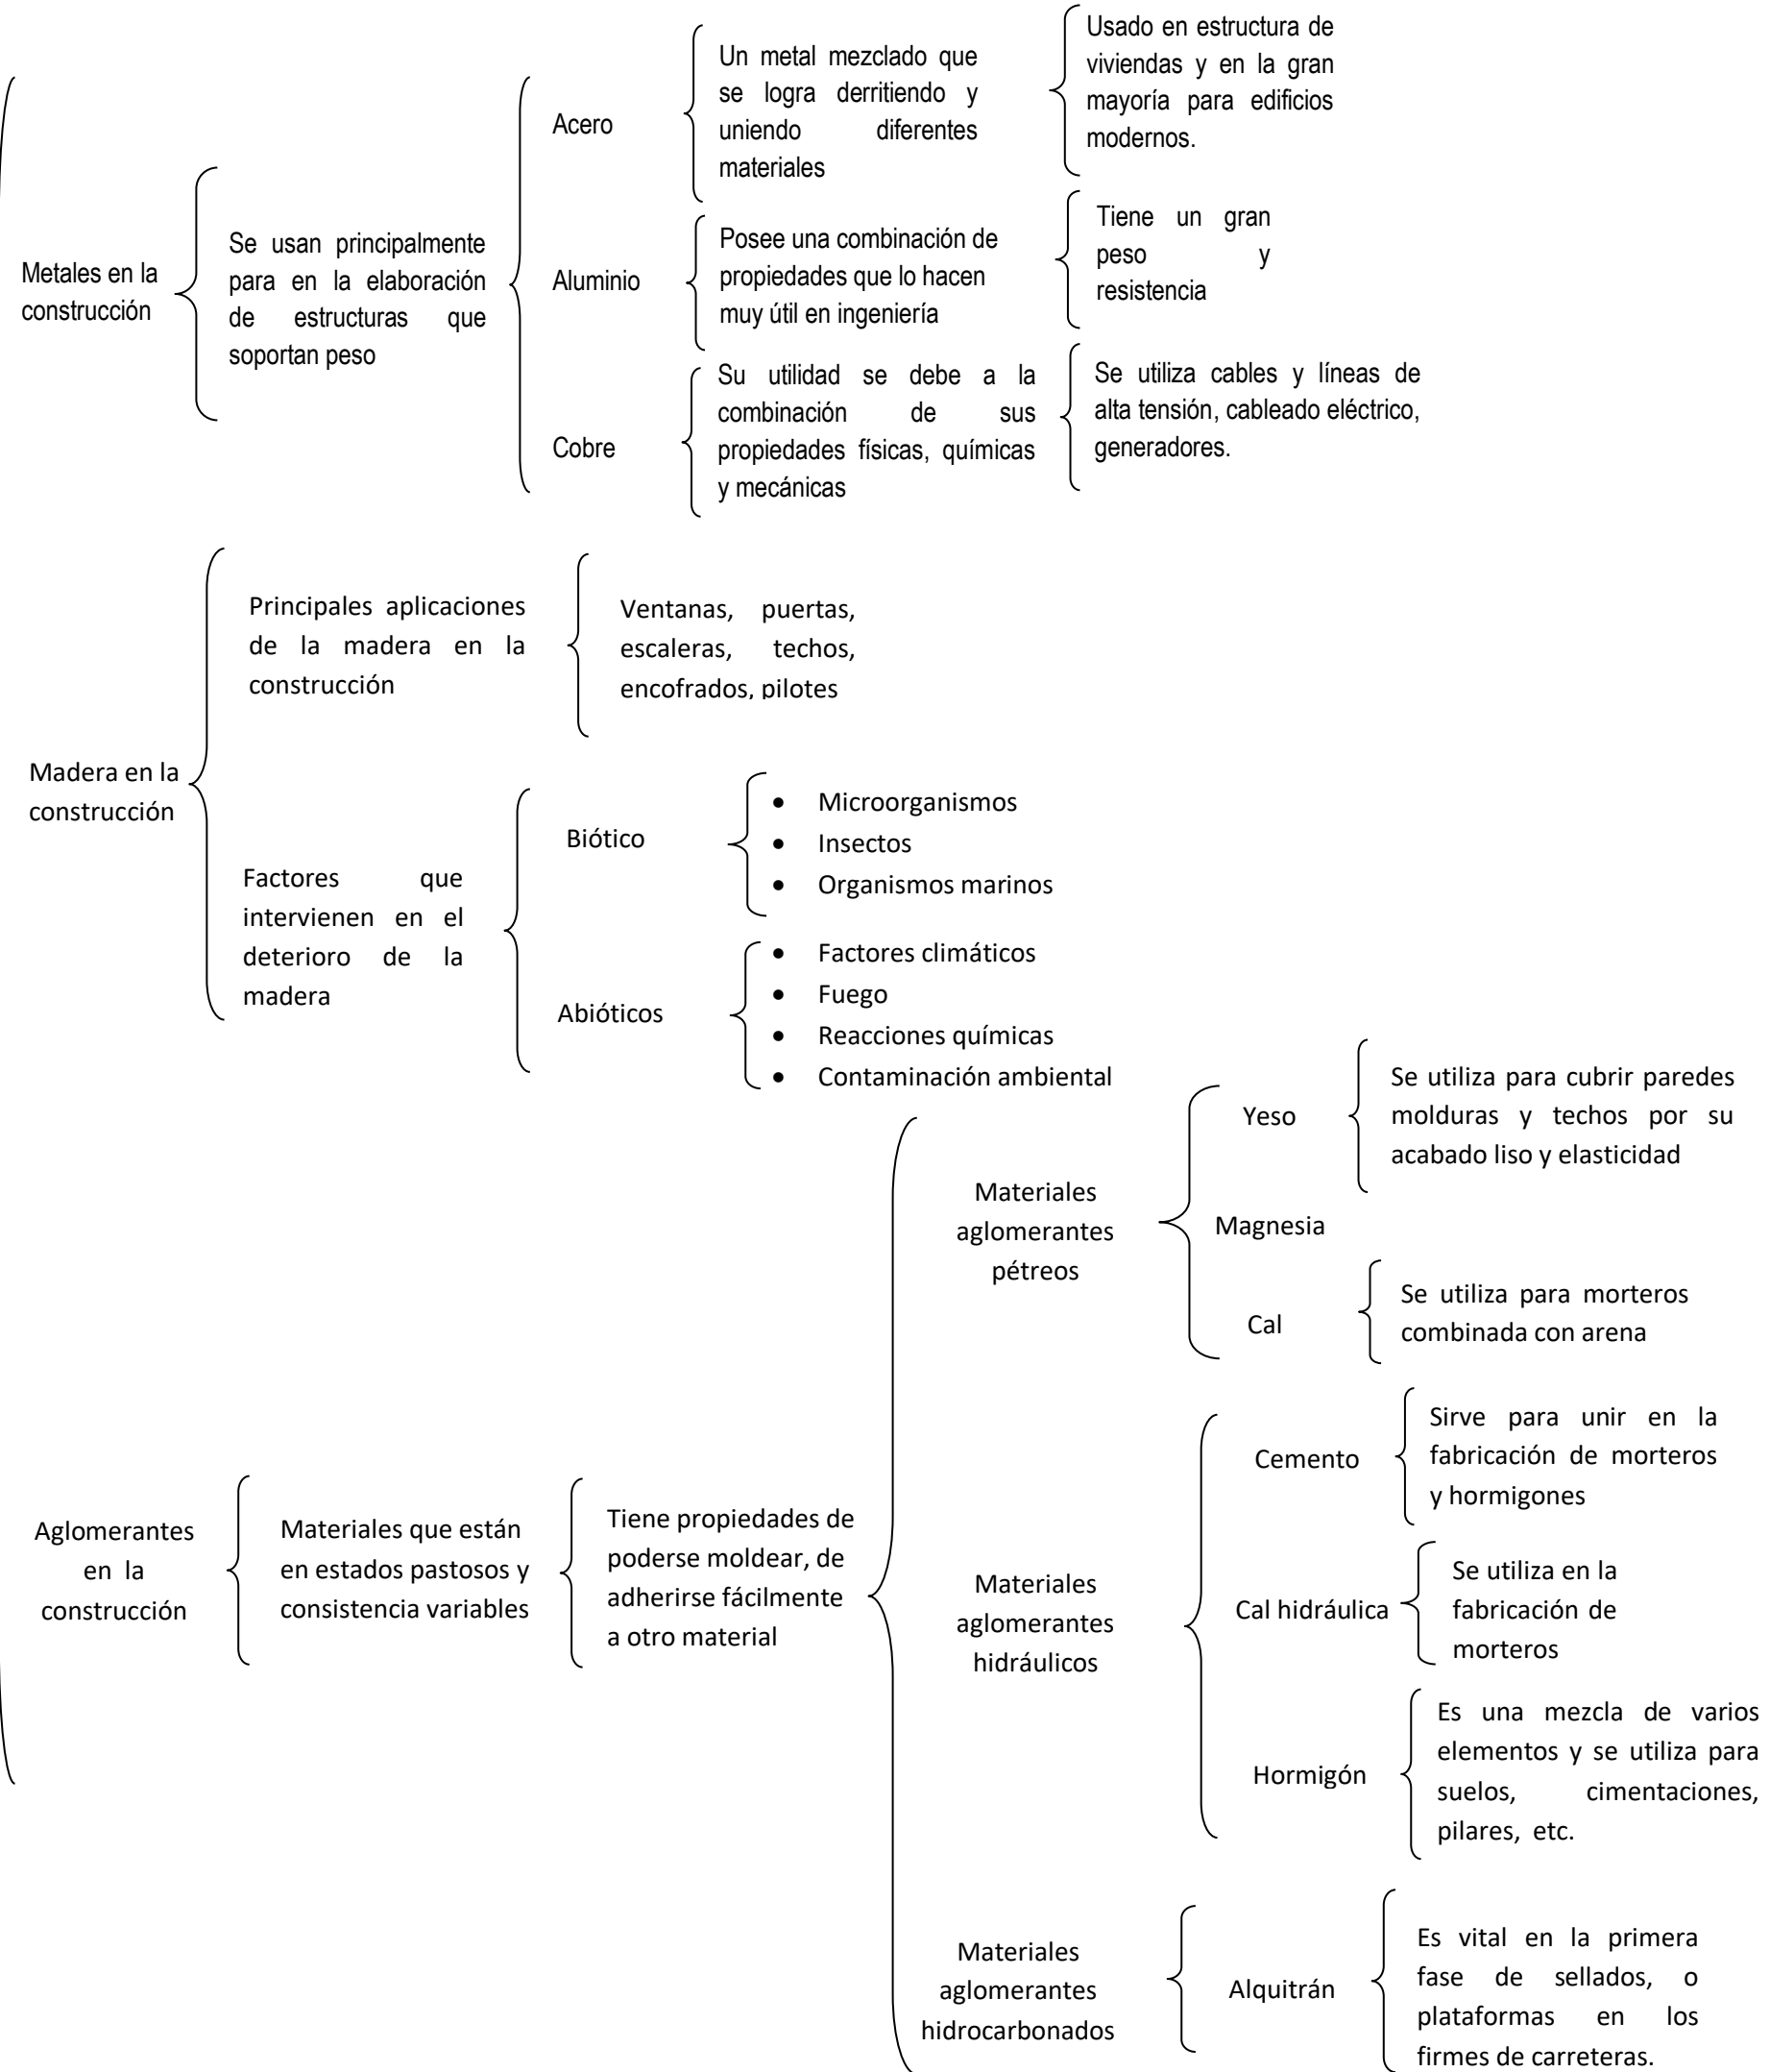 Metales en la
construcción
Se usan principalmente
para en la elaboración
de estructuras que
soportan peso
Acero
Un metal mezclado que
se logra derritiendo y
uniendo diferentes
materiales
Usado en estructura de
viviendas y en la gran
mayoría para edificios
modernos.
Aluminio
Posee una combinación de
propiedades que lo hacen
muy útil en ingeniería
Tiene un gran
peso y
resistencia
Cobre
Su utilidad se debe a la
combinación de sus
propiedades físicas, químicas
y mecánicas
Se utiliza cables y líneas de
alta tensión, cableado eléctrico,
generadores.
Madera en la
construcción
Principales aplicaciones
de la madera en la
construcción
Ventanas, puertas,
escaleras, techos,
encofrados, pilotes
Factores que
intervienen en el
deterioro de la
madera
Biótico
• Microorganismos
• Insectos
• Organismos marinos
Abióticos
• Factores climáticos
• Fuego
• Reacciones químicas
• Contaminación ambiental
Aglomerantes
en la
construcción
Materiales que están
en estados pastosos y
consistencia variables
Tiene propiedades de
poderse moldear, de
adherirse fácilmente
a otro material
Materiales
aglomerantes
pétreos
Yeso
Se utiliza para cubrir paredes
molduras y techos por su
acabado liso y elasticidad
Magnesia
Cal
Se utiliza para morteros
combinada con arena
Materiales
aglomerantes
hidráulicos
Cemento
Sirve para unir en la
fabricación de morteros
y hormigones
Cal hidráulica
Se utiliza en la
fabricación de
morteros
Hormigón
Es una mezcla de varios
elementos y se utiliza para
suelos, cimentaciones,
pilares, etc.
Materiales
aglomerantes
hidrocarbonados
Alquitrán
Es vital en la primera
fase de sellados, o
plataformas en los
firmes de carreteras.